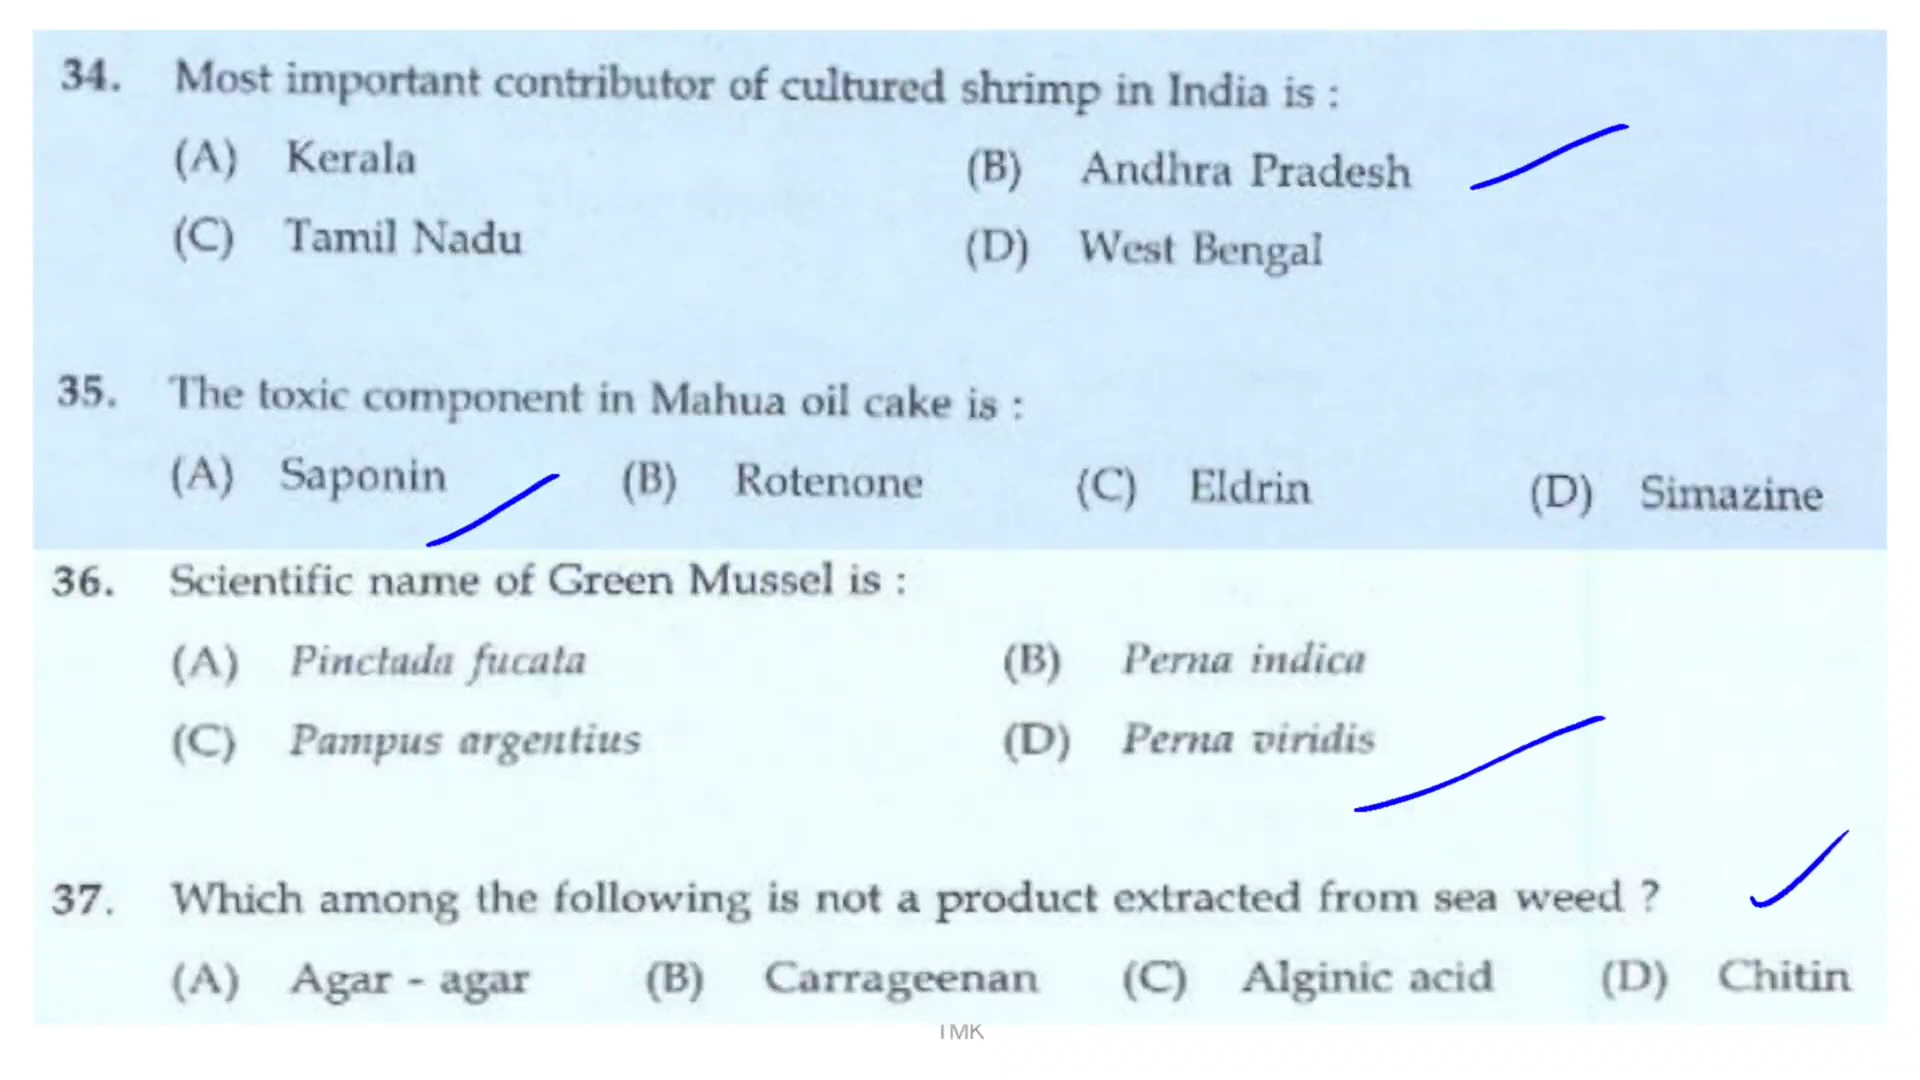 34. Most important contributor of cultured shrimp in India is :
(A) Kerala (B) Andhra Pradesh
(C) Tamil Nadu (D) West Bengal
35. The toxic component in Mahua oil cake is :
(A) Saponin (B) Rotenone (C) Eldrin (D) Simazine
36. Scientific name of Green Mussel is :
(A) Pinctada fucata (B) Perna indica
(C) Pampus argentius (D) Perna viridis
37. Which among the following is not a product extracted from sea weed ?
(A) Agar - agar (B) Carrageenan (C) Alginic acid (D) Chitin
TMK